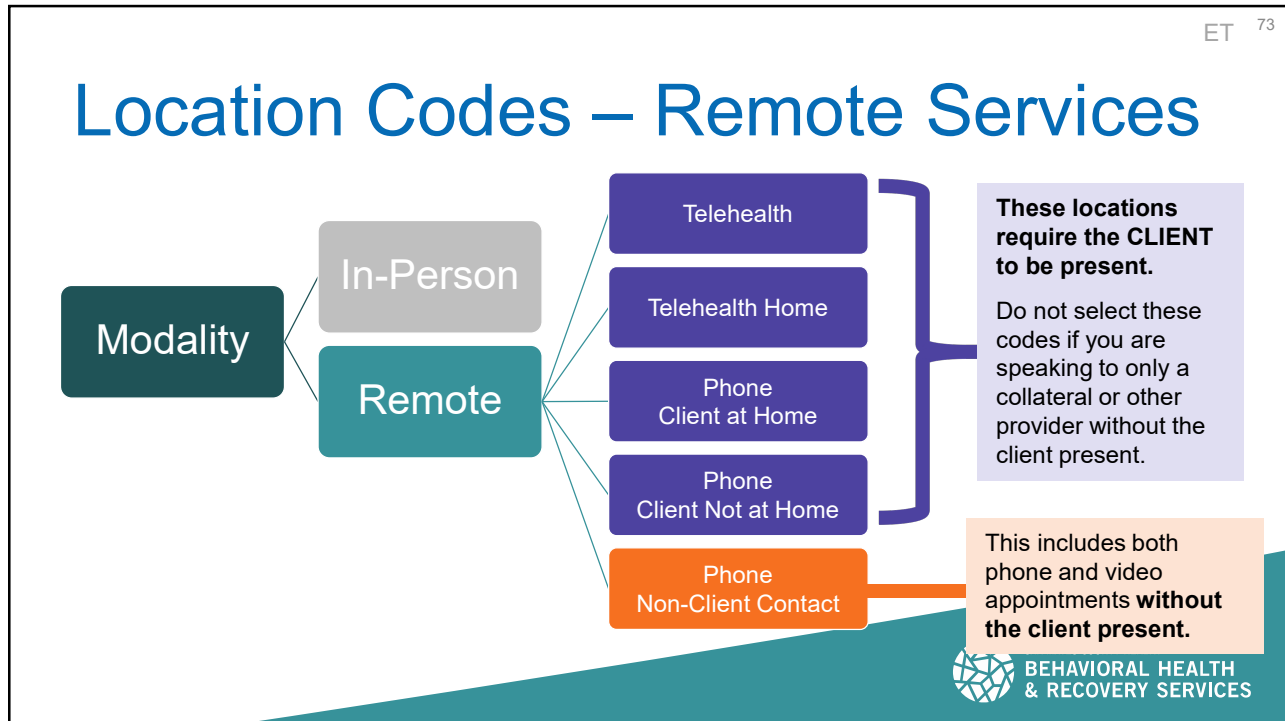 ET 73
Location Codes – Remote Services
Modality
In-Person
Remote
Telehealth
Telehealth Home
Phone
Client at Home
Phone
Client Not at Home
Phone
Non-Client Contact
These locations
require the CLIENT
to be present.
Do not select these
codes if you are
speaking to only a
collateral or other
provider without the
client present.
This includes both
phone and video
appointments without
the client present.
BEHAVIORAL HEALTH
& RECOVERY SERVICES